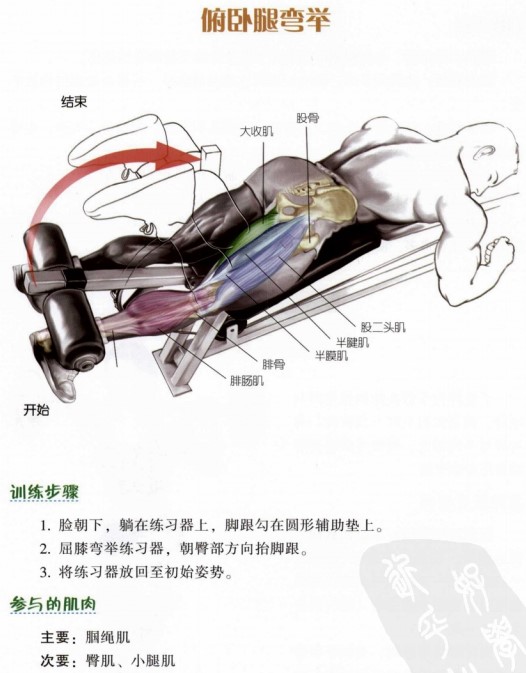 俯卧腿弯举
结束
股骨
大收肌
股二头肌
半腱肌
半膜肌
腓骨
腓肠肌
开始
训练步骤
1. 脸朝下，躺在练习器上，脚跟勾在圆形辅助垫上。
2. 屈膝弯举练习器，朝臀部方向抬脚跟。
3. 将练习器放回至初始姿势。
参与的肌肉
主要：腘绳肌
次要：臀肌、小腿肌